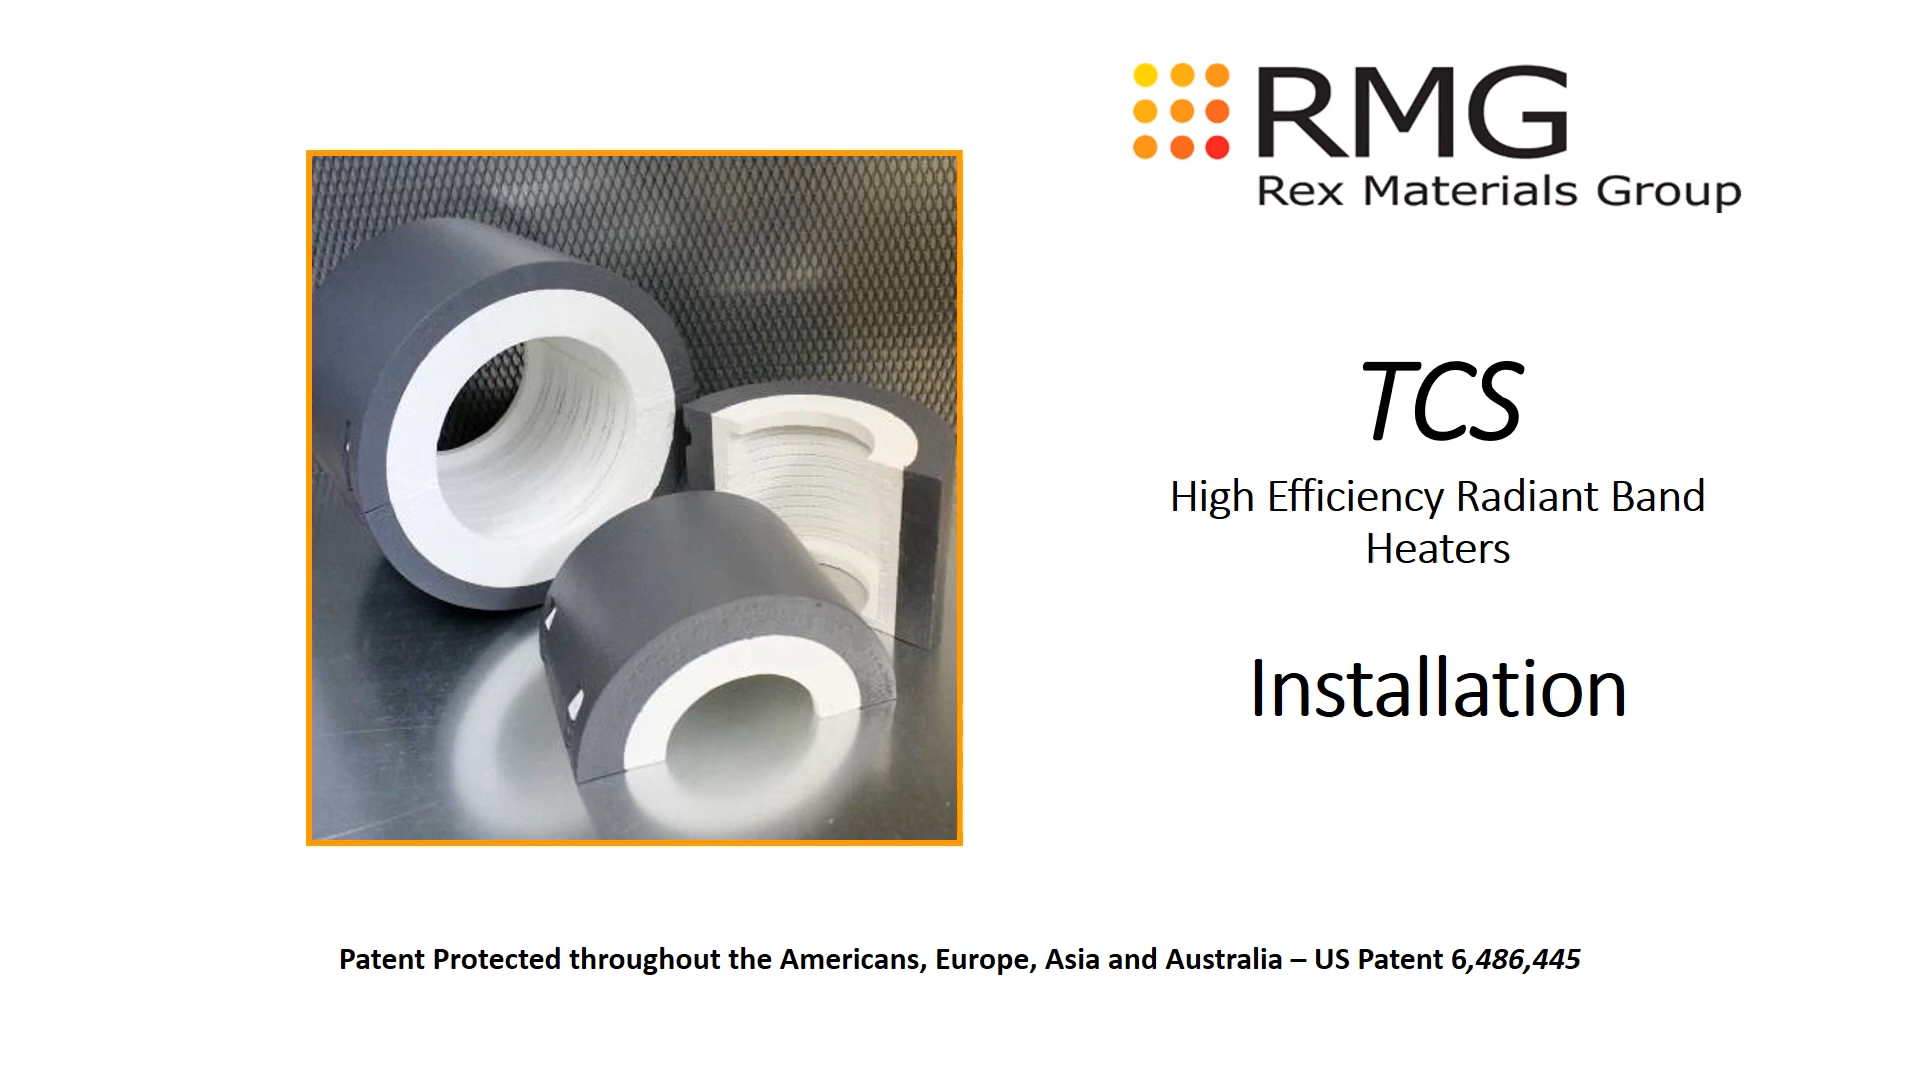 RMG
Rex Materials Group
TCS
High Efficiency Radiant Band
Heaters
Installation
Patent Protected throughout the Americans, Europe, Asia and Australia – US Patent 6,486,445